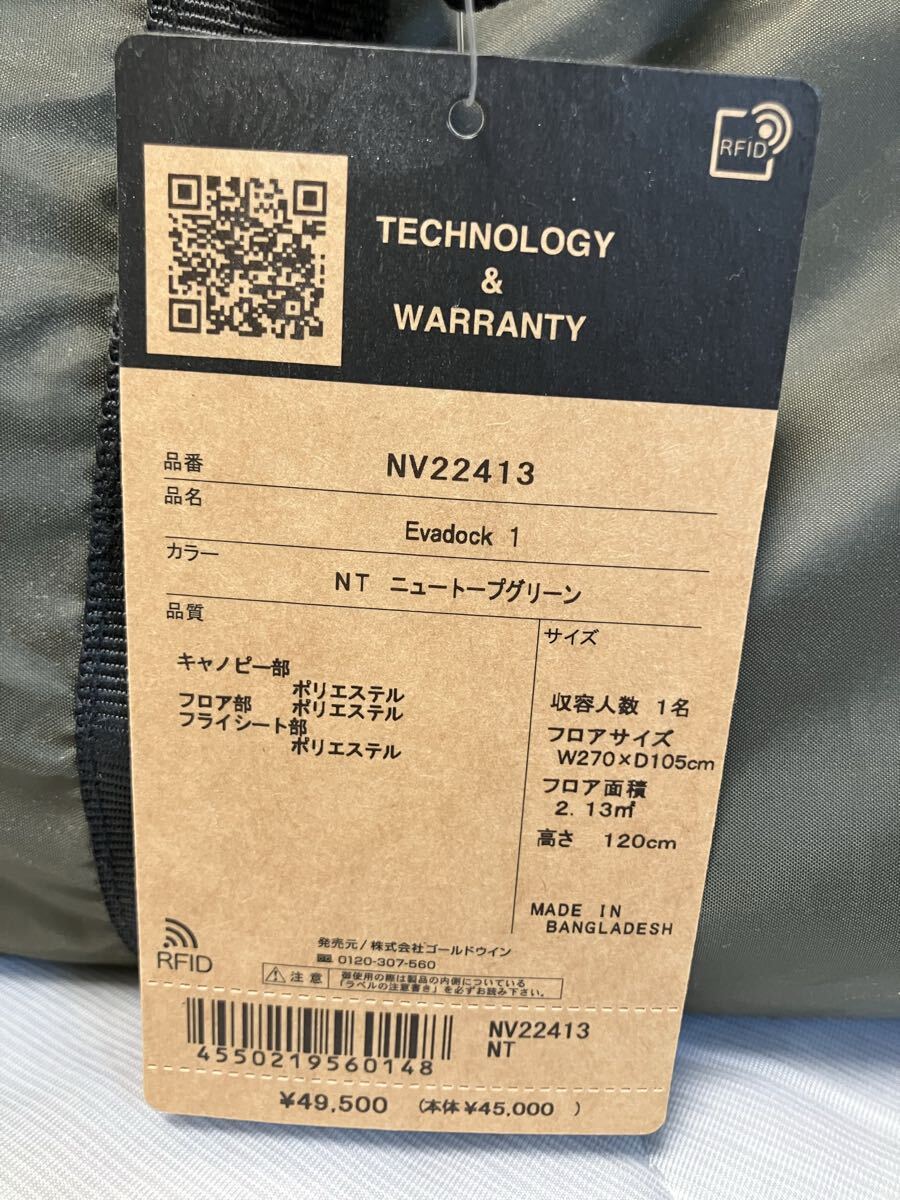 RFiD
TECHNOLOGY
&
WARRANTY
品番 NV22413
品名
Evadock 1
カラー
NT ニュートープグリーン
品質
サイズ
キャノピー部
ポリエステル
フロア部 ポリエステル
フライシート部
ポリエステル
収容人数 1名
フロアサイズ
W270×D105cm
フロア面積
2.13㎡
高さ 120cm
MADE IN
BANGLADESH
RFID
発売元/株式会社ゴールドウイン
0120-307-560
注意 御使用の際は製品の内側についている
「ラベルの注意書き」を必ずお読み下さい。
4550219560148
NV22413
NT
¥49,500 (本体¥45,000 )